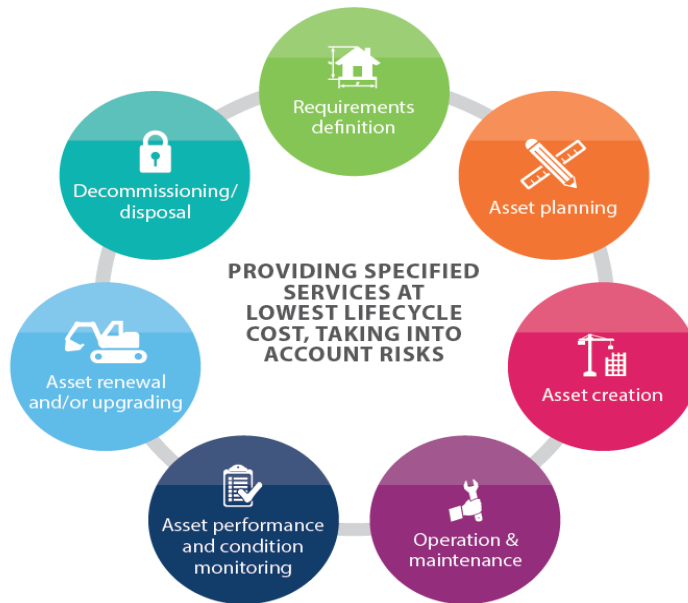 Requirements
definition
Asset planning
Asset creation
Operation &
maintenance
Asset performance
and condition
monitoring
Asset renewal
and/or upgrading
Decommissioning/
disposal
PROVIDING SPECIFIED
SERVICES AT
LOWEST LIFECYCLE
COST, TAKING INTO
ACCOUNT RISKS